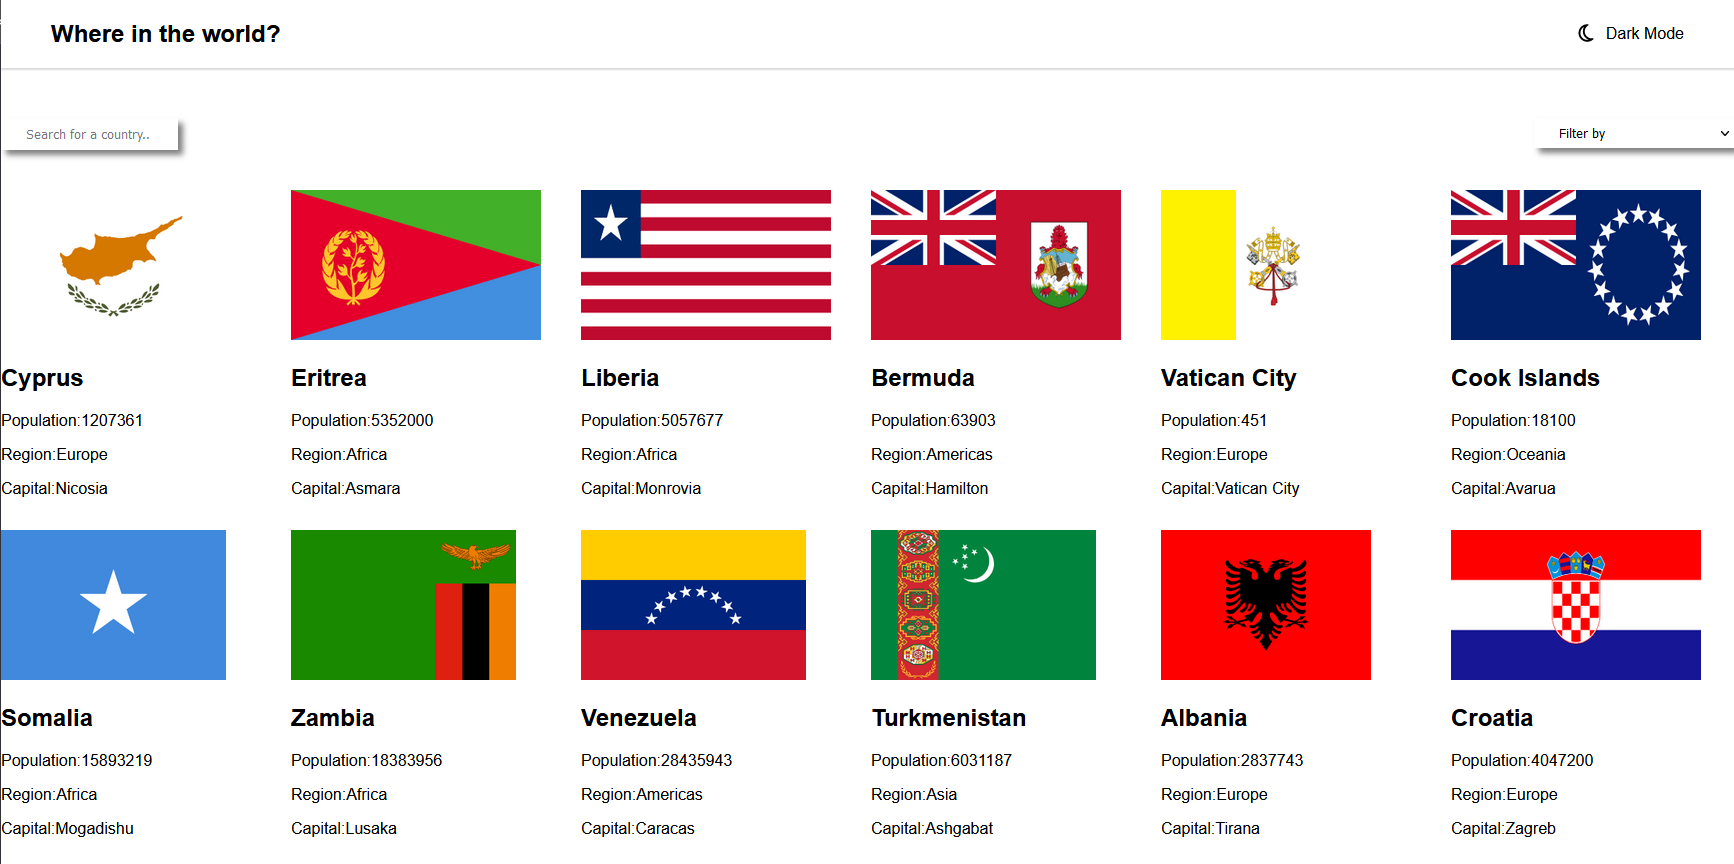 Where in the world?
Dark Mode
Search for a country..
Filter by
Cyprus
Population:1207361
Region:Europe
Capital:Nicosia
Eritrea
Population:5352000
Region:Africa
Capital:Asmara
Liberia
Population:5057677
Region:Africa
Capital:Monrovia
Bermuda
Population:63903
Region:Americas
Capital:Hamilton
Vatican City
Population:451
Region:Europe
Capital:Vatican City
Cook Islands
Population:18100
Region:Oceania
Capital:Avarua
Somalia
Population:15893219
Region:Africa
Capital:Mogadishu
Zambia
Population:18383956
Region:Africa
Capital:Lusaka
Venezuela
Population:28435943
Region:Americas
Capital:Caracas
Turkmenistan
Population:6031187
Region:Asia
Capital:Ashgabat
Albania
Population:2837743
Region:Europe
Capital:Tirana
Croatia
Population:4047200
Region:Europe
Capital:Zagreb